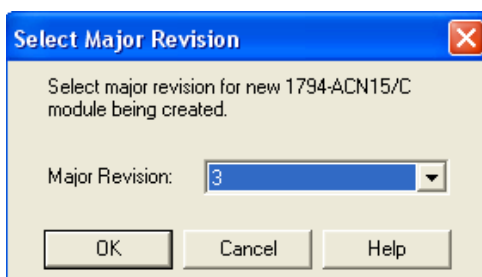 Select Major Revision
Select major revision for new 1794-ACN15/C
module being created.
Major Revision: 3
OK Cancel Help